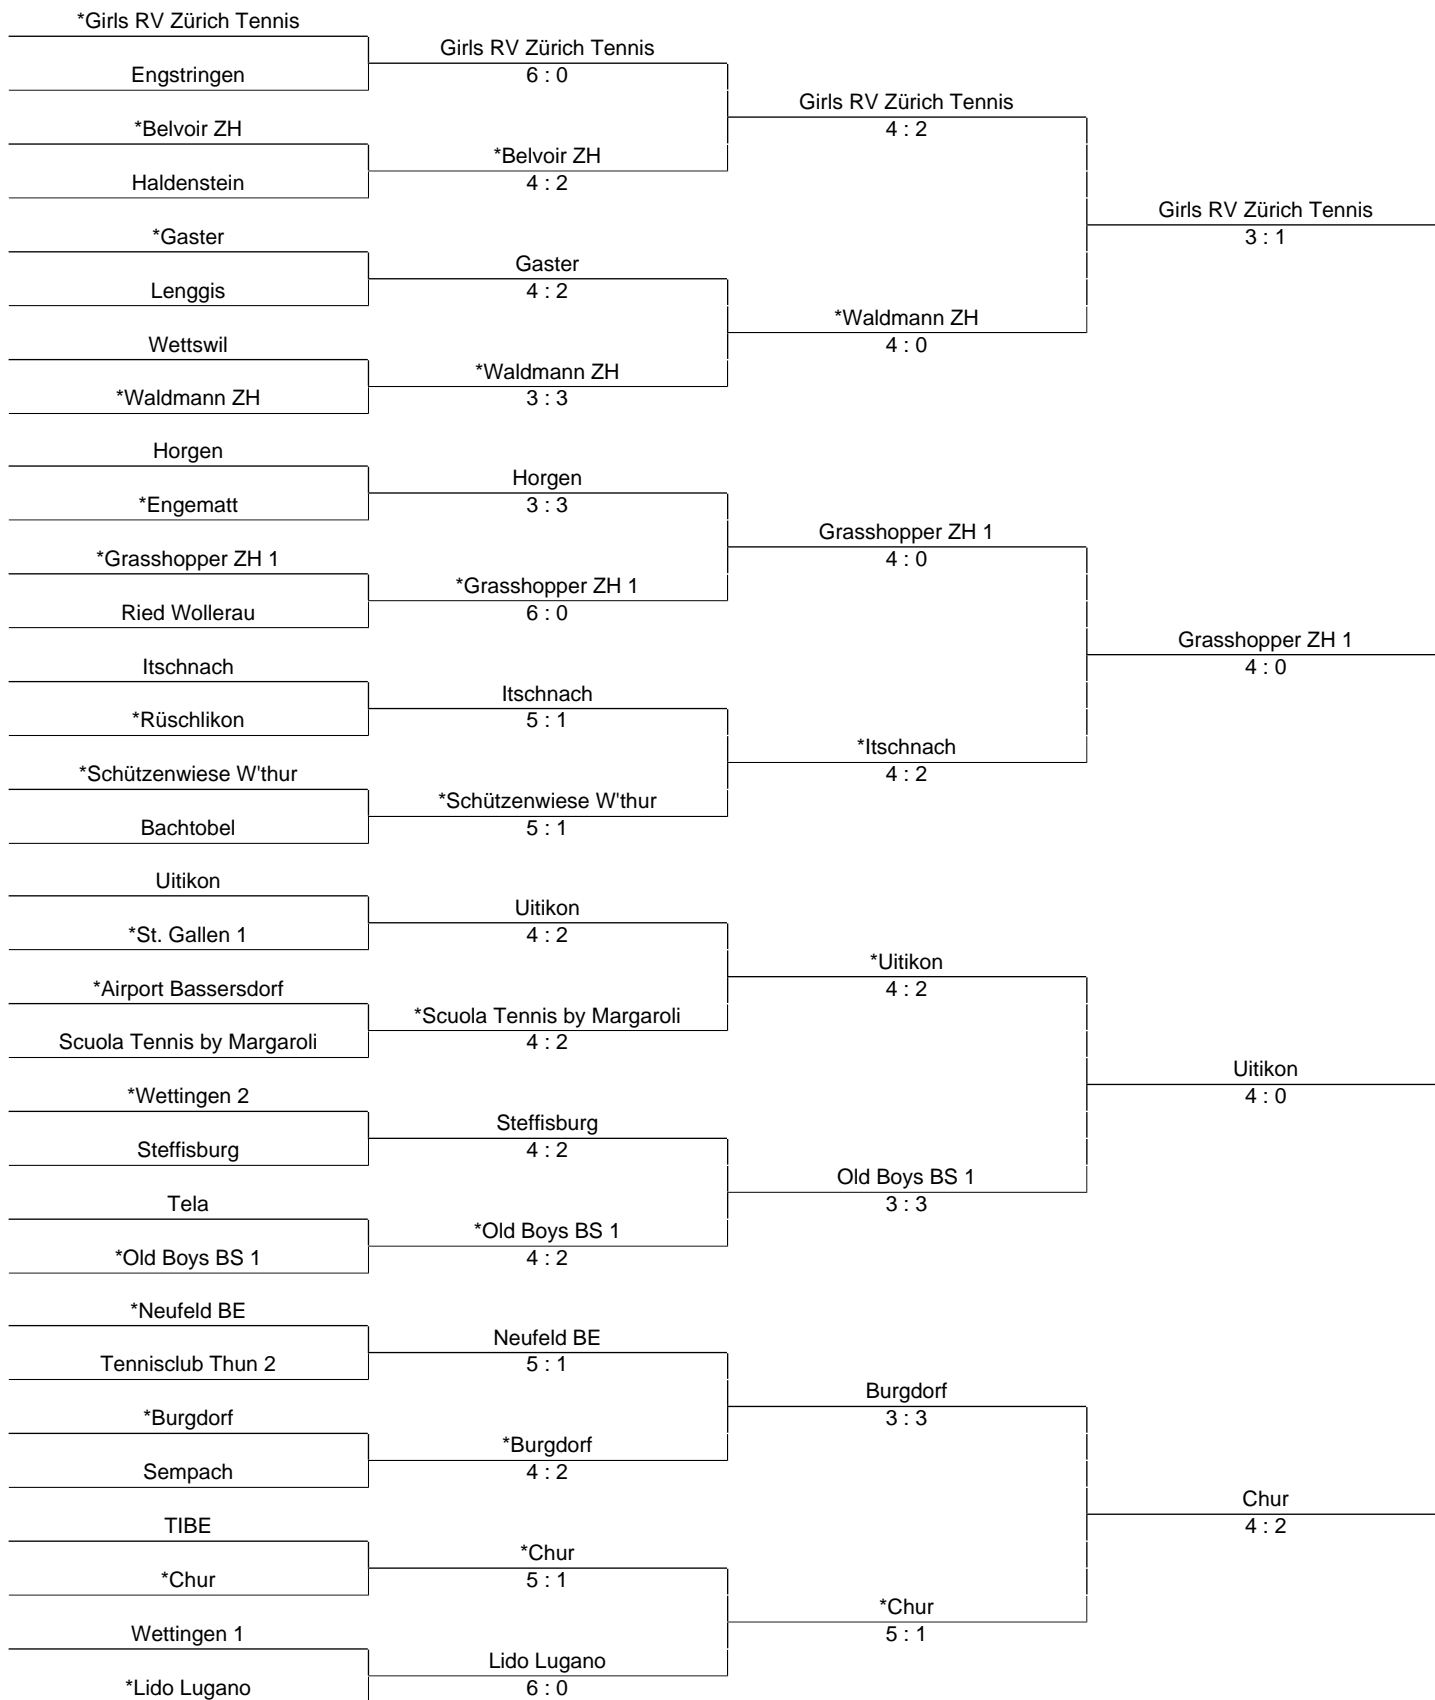 *Girls RV Zürich Tennis
Engstringen
*Belvoir ZH
Haldenstein
*Gaster
Lenggis
Wettswil
*Waldmann ZH
Horgen
*Engematt
*Grasshopper ZH 1
Ried Wollerau
Itschnach
*Rüschlikon
*Schützenwiese W'thur
Bachtobel
Uitikon
*St. Gallen 1
*Airport Bassersdorf
Scuola Tennis by Margaroli
*Wettingen 2
Steffisburg
Tela
*Old Boys BS 1
*Neufeld BE
Tennisclub Thun 2
*Burgdorf
Sempach
TIBE
*Chur
Wettingen 1
*Lido Lugano
Girls RV Zürich Tennis
6 : 0
*Belvoir ZH
4 : 2
Gaster
4 : 2
*Waldmann ZH
3 : 3
Horgen
3 : 3
*Grasshopper ZH 1
6 : 0
Itschnach
5 : 1
*Schützenwiese W'thur
5 : 1
Uitikon
4 : 2
*Scuola Tennis by Margaroli
4 : 2
Steffisburg
4 : 2
*Old Boys BS 1
4 : 2
Neufeld BE
5 : 1
*Burgdorf
4 : 2
*Chur
5 : 1
Lido Lugano
6 : 0
Girls RV Zürich Tennis
4 : 2
*Waldmann ZH
4 : 0
Grasshopper ZH 1
4 : 0
*Itschnach
4 : 2
*Uitikon
4 : 2
Old Boys BS 1
3 : 3
Burgdorf
3 : 3
*Chur
5 : 1
Girls RV Zürich Tennis
3 : 1
Grasshopper ZH 1
4 : 0
Uitikon
4 : 0
Chur
4 : 2